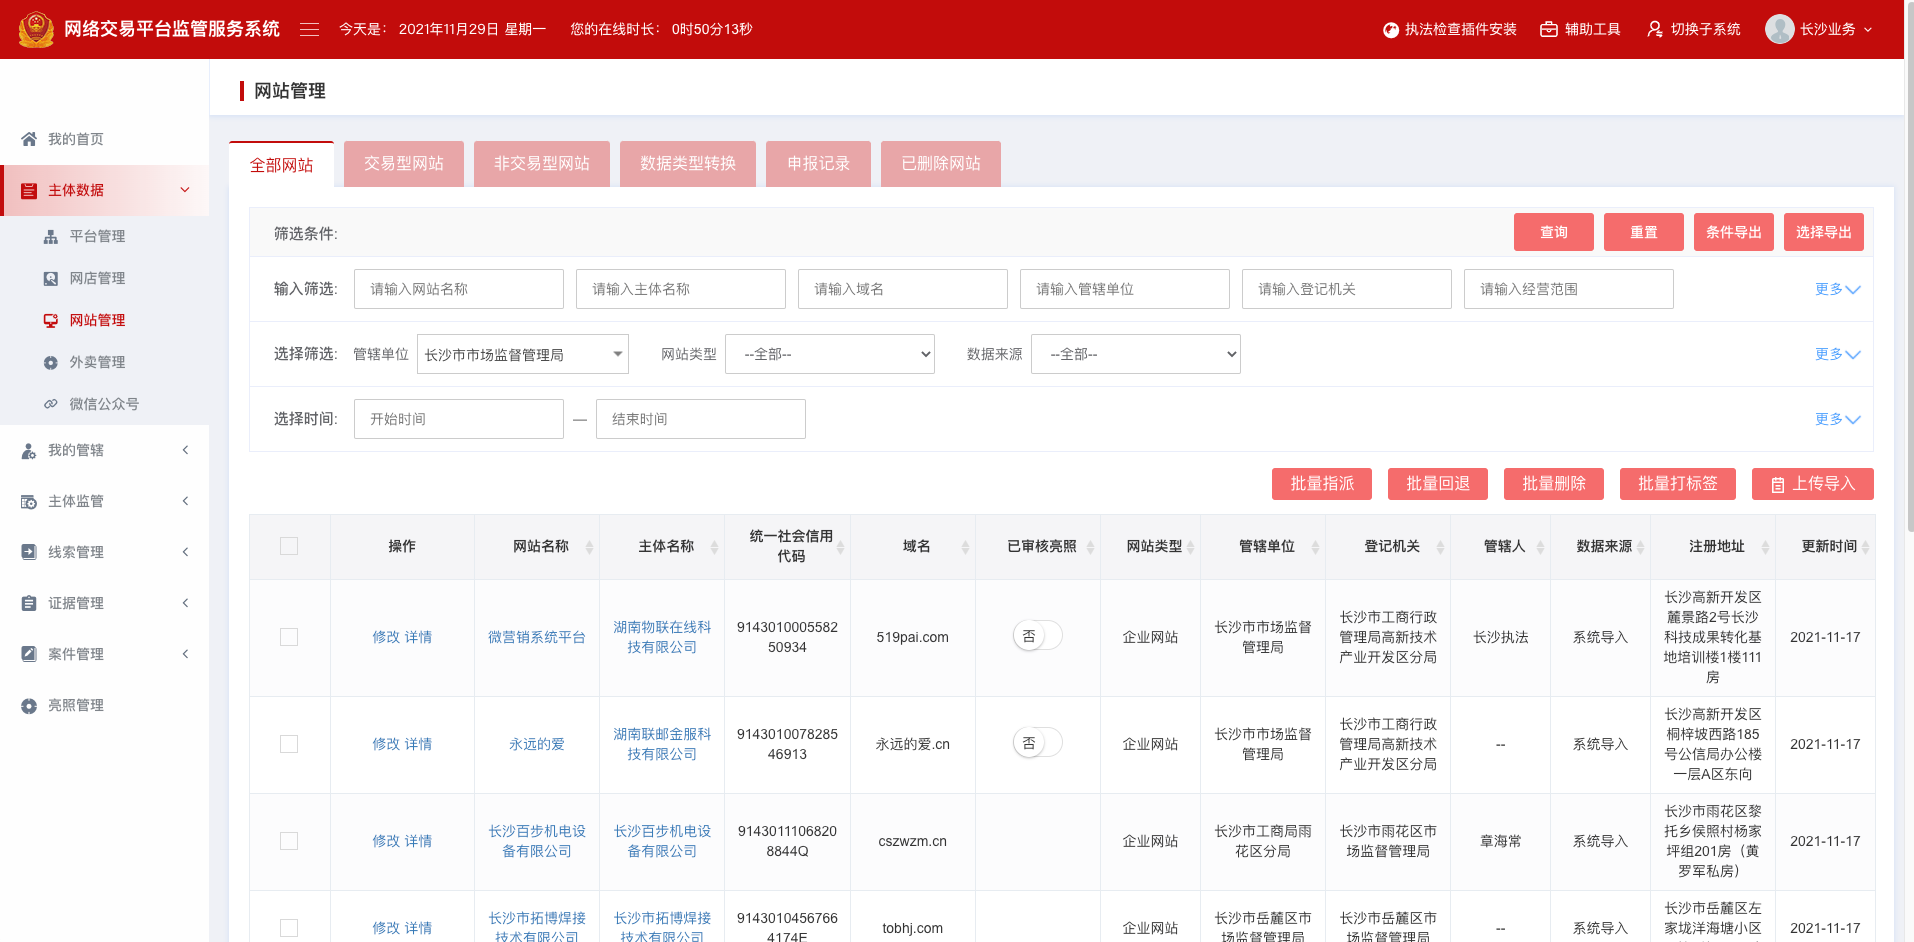 网络交易平台监管服务系统
今天是： 2021年11月29日 星期一
您的在线时长： 0时50分13秒
执法检查插件安装
辅助工具
切换子系统
长沙业务
我的首页
主体数据
平台管理
网店管理
网站管理
外卖管理
微信公众号
我的管辖
主体监管
线索管理
证据管理
案件管理
亮照管理
网站管理
全部网站
交易型网站
非交易型网站
数据类型转换
申报记录
已删除网站
筛选条件:
查询
重置
条件导出
选择导出
输入筛选:
请输入网站名称
请输入主体名称
请输入域名
请输入管辖单位
请输入登记机关
请输入经营范围
更多
选择筛选:
管辖单位
长沙市市场监督管理局
网站类型
--全部--
数据来源
--全部--
更多
选择时间:
开始时间
—
结束时间
更多
批量指派
批量回退
批量删除
批量打标签
上传导入
操作
网站名称
主体名称
统一社会信用
代码
域名
已审核亮照
网站类型
管辖单位
登记机关
管辖人
数据来源
注册地址
更新时间
修改 详情
微营销系统平台
湖南物联在线科
技有限公司
9143010005582
50934
519pai.com
否
企业网站
长沙市市场监督
管理局
长沙市工商行政
管理局高新技术
产业开发区分局
长沙执法
系统导入
长沙高新开发区
麓景路2号长沙
科技成果转化基
地培训楼1楼111
房
2021-11-17
修改 详情
永远的爱
湖南联邮金服科
技有限公司
9143010078285
46913
永远的爱.cn
否
企业网站
长沙市市场监督
管理局
长沙市工商行政
管理局高新技术
产业开发区分局
--
系统导入
长沙高新开发区
桐梓坡西路185
号公信局办公楼
一层A区东向
2021-11-17
修改 详情
长沙百步机电设
备有限公司
长沙百步机电设
备有限公司
9143011106820
8844Q
cszwzm.cn
企业网站
长沙市工商局雨
花区分局
长沙市雨花区市
场监督管理局
章海常
系统导入
长沙市雨花区黎
托乡侯照村杨家
坪组201房（黄
罗军私房）
2021-11-17
修改 详情
长沙市拓博焊接
技术有限公司
长沙市拓博焊接
技术有限公司
9143010456766
4174E
tobhj.com
企业网站
长沙市岳麓区市
场监督管理局
长沙市岳麓区市
场监督管理局
--
系统导入
长沙市岳麓区左
家垅洋海塘小区
2021-11-17